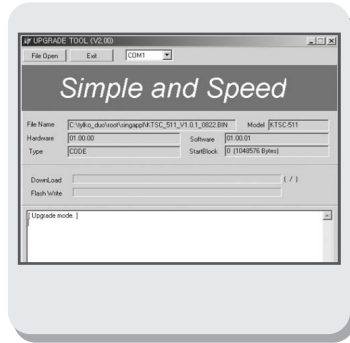 UPGRADE TOOL (V2,00)
File Open Exit COM1
Simple and Speed
File Name C:\tyiko_duo\root\singappl\KTSC_511_V1.0.1_0822.BIN Model KTSC-511
Hardware 01.00.00 Software 01.00.01
Type CODE StartBlock 0 (1048576 Bytes)
DownLoad ( / )
Flash Write
[ Upgrade mode. ]